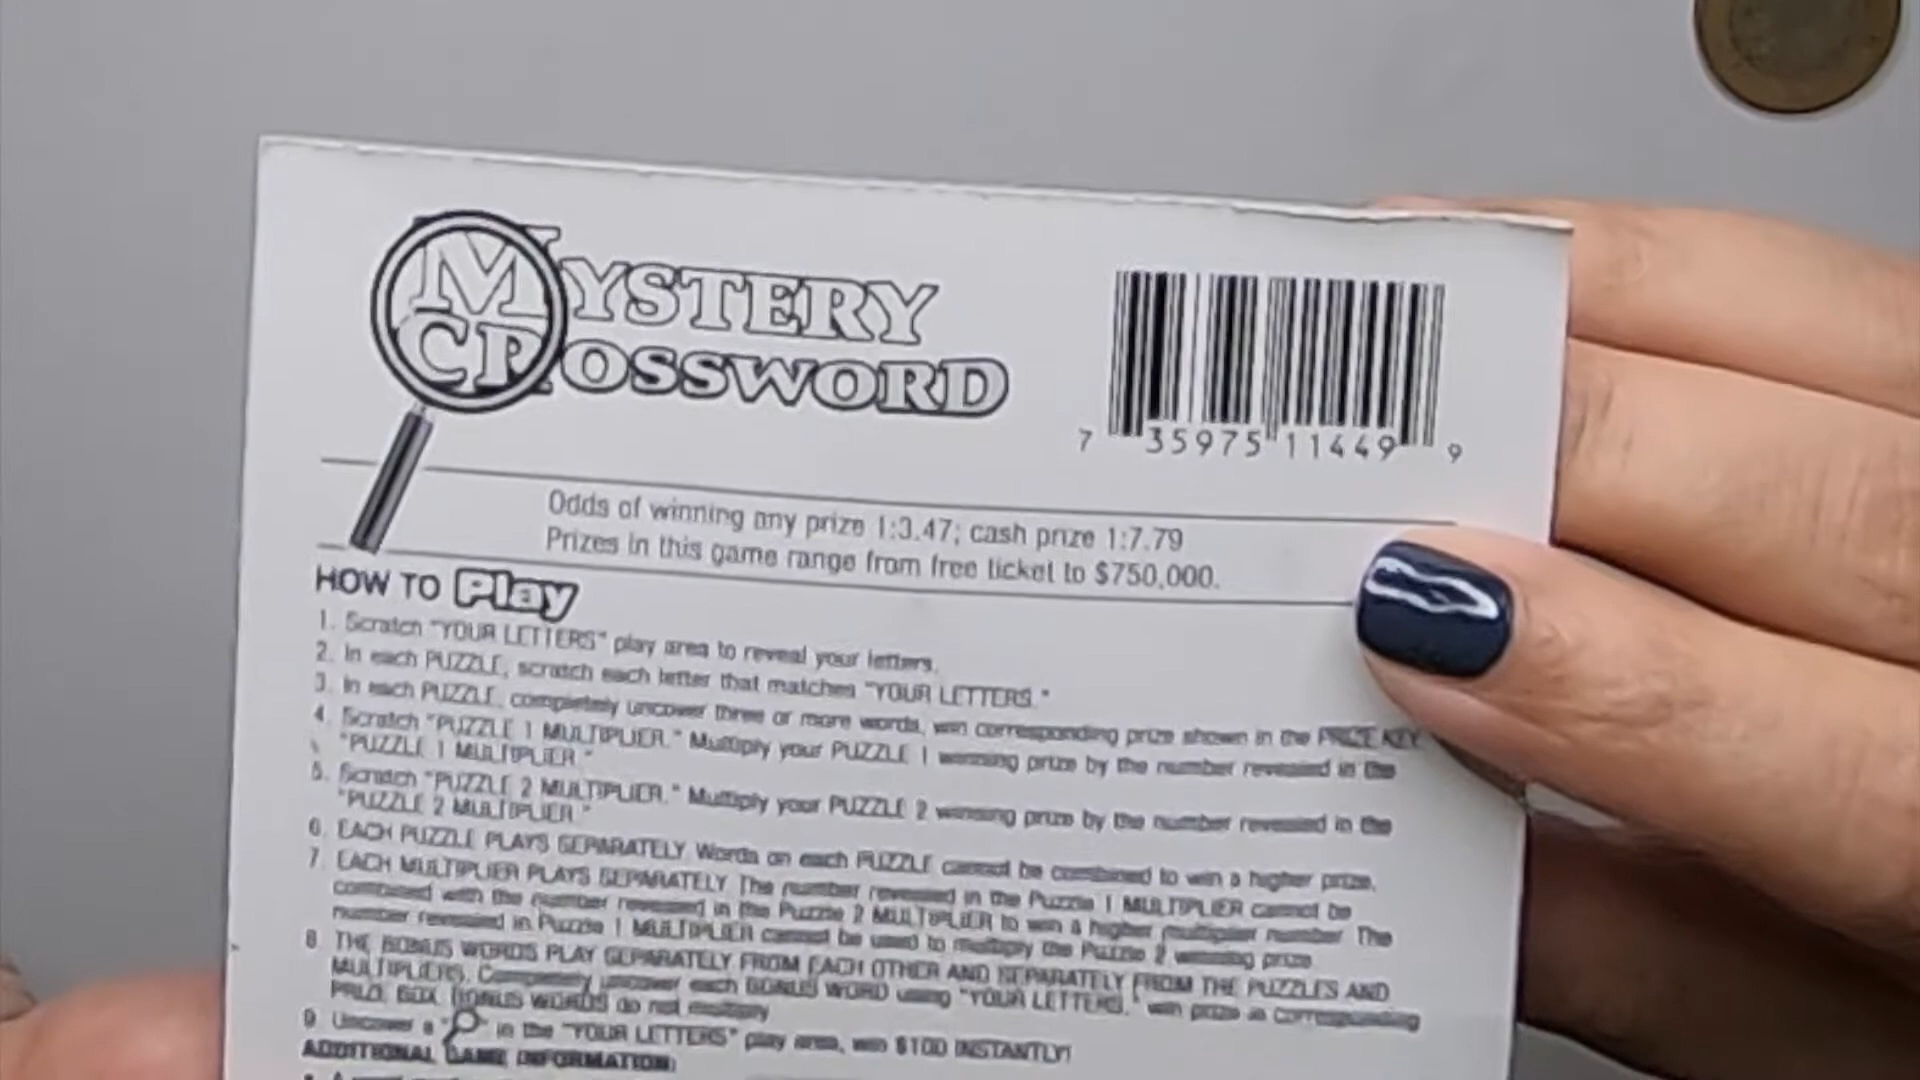 MYSTERY
CROSSWORD
7 35975 11449 9
Odds of winning any prize 1:3.47; cash prize 1:7.79
Prizes in this game range from free ticket to $750,000.
HOW TO Play
1. Scratch "YOUR LETTERS" play area to reveal your letters.
2. In each PUZZLE, scratch each letter that matches "YOUR LETTERS."
3. In each PUZZLE, completely uncover three or more words, win corresponding prize shown in the PRIZE KEY.
4. Scratch "PUZZLE 1 MULTIPLIER." Multiply your PUZZLE 1 winning prize by the number revealed in the
"PUZZLE 1 MULTIPLIER."
5. Scratch "PUZZLE 2 MULTIPLIER." Multiply your PUZZLE 2 winning prize by the number revealed in the
"PUZZLE 2 MULTIPLIER."
6. EACH PUZZLE PLAYS SEPARATELY. Words on each PUZZLE cannot be combined to win a higher prize.
7. EACH MULTIPLIER PLAYS SEPARATELY. The number revealed in the Puzzle 1 MULTIPLIER cannot be
combined with the number revealed in the Puzzle 2 MULTIPLIER to win a higher multiplier number. The
number revealed in Puzzle 1 MULTIPLIER cannot be used to multiply the Puzzle 2 winning prize.
8. THE BONUS WORDS PLAY SEPARATELY FROM EACH OTHER AND SEPARATELY FROM THE PUZZLES AND
MULTIPLIERS. Completely uncover each BONUS WORD using "YOUR LETTERS," win prize in corresponding
PRIZE BOX. BONUS WORDS do not multiply.
9. Uncover a " " in the "YOUR LETTERS" play area, win $100 INSTANTLY!
ADDITIONAL GAME INFORMATION: